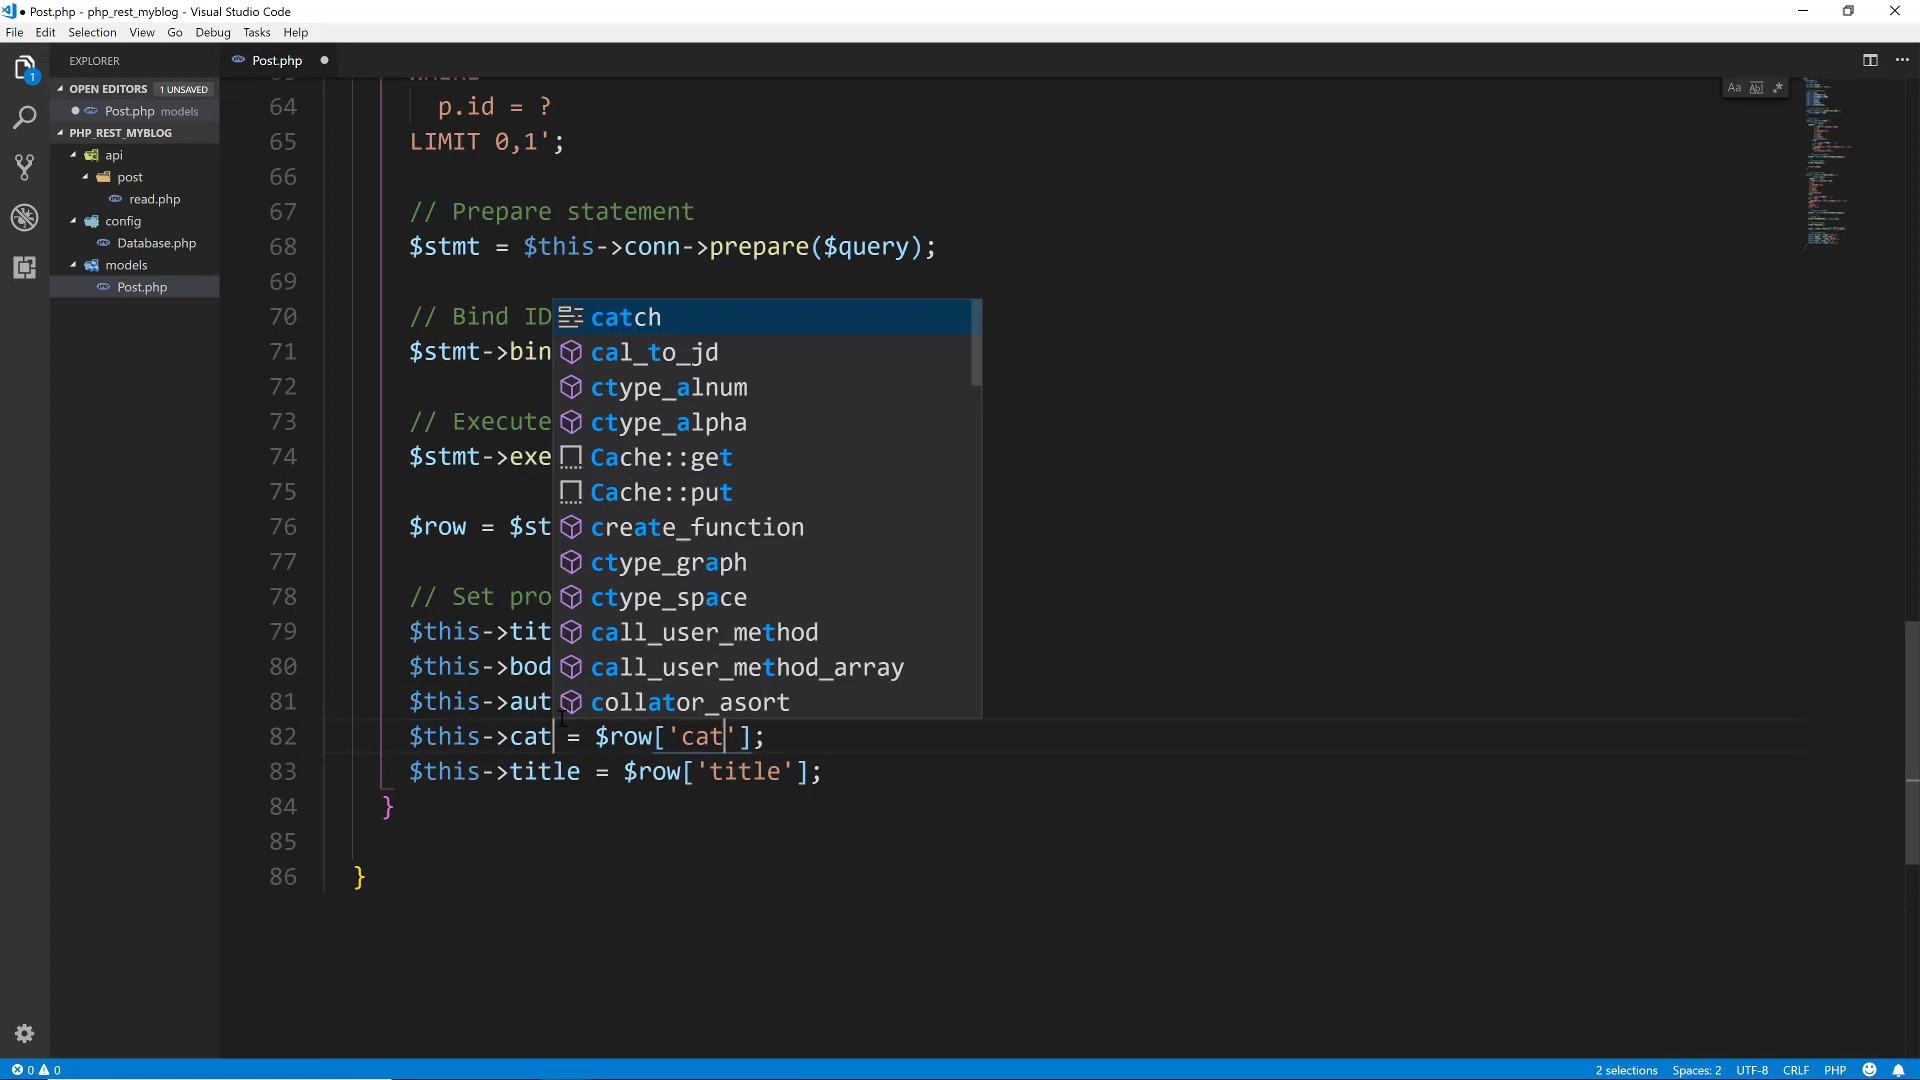 Post.php - php_rest_myblog - Visual Studio Code
File Edit Selection View Go Debug Tasks Help
EXPLORER
OPEN EDITORS 1 UNSAVED
Post.php models
PHP_REST_MYBLOG
api
post
read.php
config
Database.php
models
Post.php
1
Post.php
Aa Abl .*
64 p.id = ?
65 LIMIT 0,1';
66
67 // Prepare statement
68 $stmt = $this->conn->prepare($query);
69
70 // Bind ID
71 $stmt->bin
72
73 // Execute
74 $stmt->exe
75
76 $row = $st
77
78 // Set pro
79 $this->tit
80 $this->bod
81 $this->aut
82 $this->cat = $row['cat'];
83 $this->title = $row['title'];
84 }
85
86 }
catch
cal_to_jd
ctype_alnum
ctype_alpha
Cache::get
Cache::put
create_function
ctype_graph
ctype_space
call_user_method
call_user_method_array
collator_asort
0 0
2 selections Spaces: 2 UTF-8 CRLF PHP